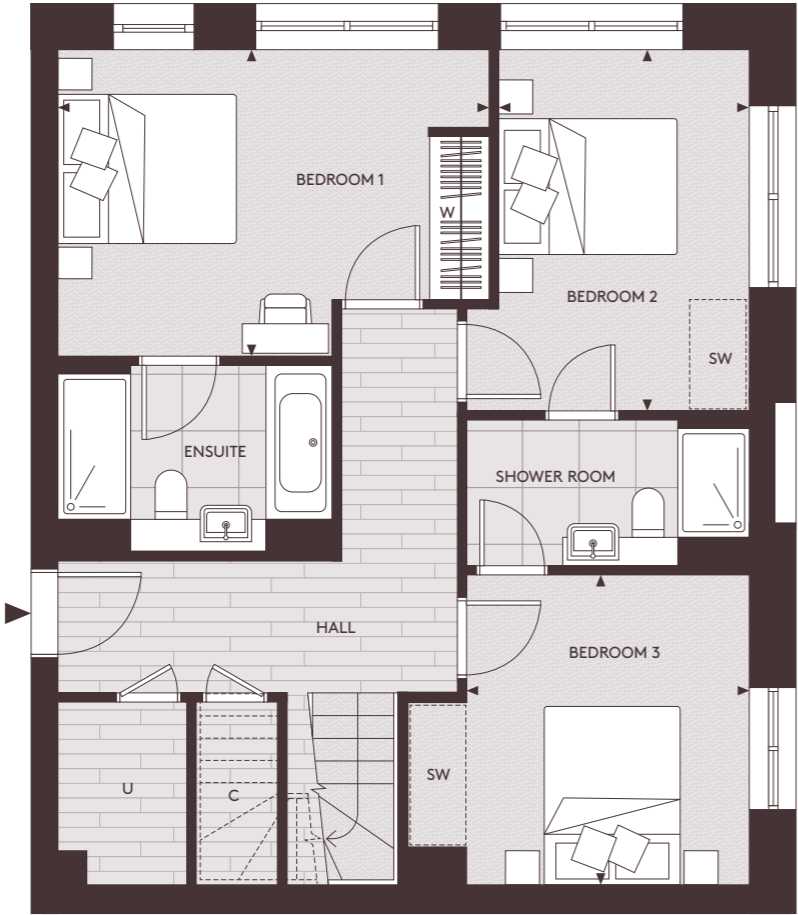 BEDROOM 1
W
BEDROOM 2
SW
ENSUITE
SHOWER ROOM
HALL
BEDROOM 3
SW
U
C